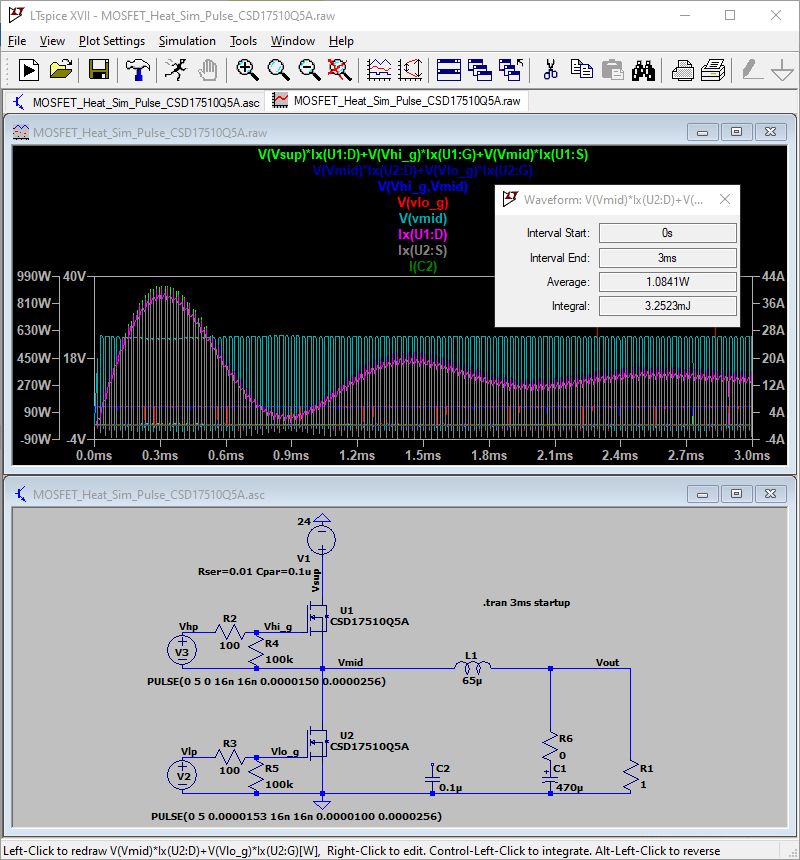 LTspice XVII - MOSFET_Heat_Sim_Pulse_CSD17510Q5A.raw
File View Plot Settings Simulation Tools Window Help
MOSFET_Heat_Sim_Pulse_CSD17510Q5A.asc MOSFET_Heat_Sim_Pulse_CSD17510Q5A.raw
MOSFET_Heat_Sim_Pulse_CSD17510Q5A.raw
V(Vsup)*Ix(U1:D)+V(Vhi_g)*Ix(U1:G)+V(Vmid)*Ix(U1:S)
V(Vmid)*Ix(U2:D)+V(Vlo_g)*Ix(U2:G)
V(Vhi_g,Vmid)
V(vlo_g)
V(vmid)
Ix(U1:D)
Ix(U2:S)
I(C2)
Waveform: V(Vmid)*Ix(U2:D)+V(...
Interval Start: 0s
Interval End: 3ms
Average: 1.0841W
Integral: 3.2523mJ
990W 40V 44A
810W 36A
630W 28A
450W 18V 20A
270W 12A
90W 4A
-90W -4V -4A
0.0ms 0.3ms 0.6ms 0.9ms 1.2ms 1.5ms 1.8ms 2.1ms 2.4ms 2.7ms 3.0ms
MOSFET_Heat_Sim_Pulse_CSD17510Q5A.asc
24
V1
Rser=0.01 Cpar=0.1u
Vsup
.tran 3ms startup
U1
CSD17510Q5A
Vhp R2 Vhi_g
100 R4
V3 100k
Vmid L1 Vout
65µ
PULSE(0 5 0 16n 16n 0.0000150 0.0000256)
U2
CSD17510Q5A
R6
0
Vlp R3 Vlo_g
100 R5
V2 100k
C2
0.1µ
C1
470µ
R1
1
PULSE(0 5 0.0000153 16n 16n 0.0000100 0.0000256)
Left-Click to redraw V(Vmid)*Ix(U2:D)+V(Vlo_g)*Ix(U2:G)[W], Right-Click to edit. Control-Left-Click to integrate. Alt-Left-Click to reverse